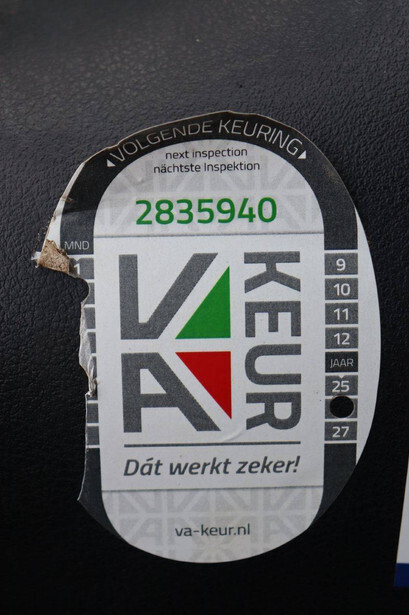 VOLGENDE KEURING
next inspection
nächste Inspektion
2835940
MND
1
VA
KEUR
9
10
11
12
JAAR
25
27
Dát werkt zeker!
va-keur.nl